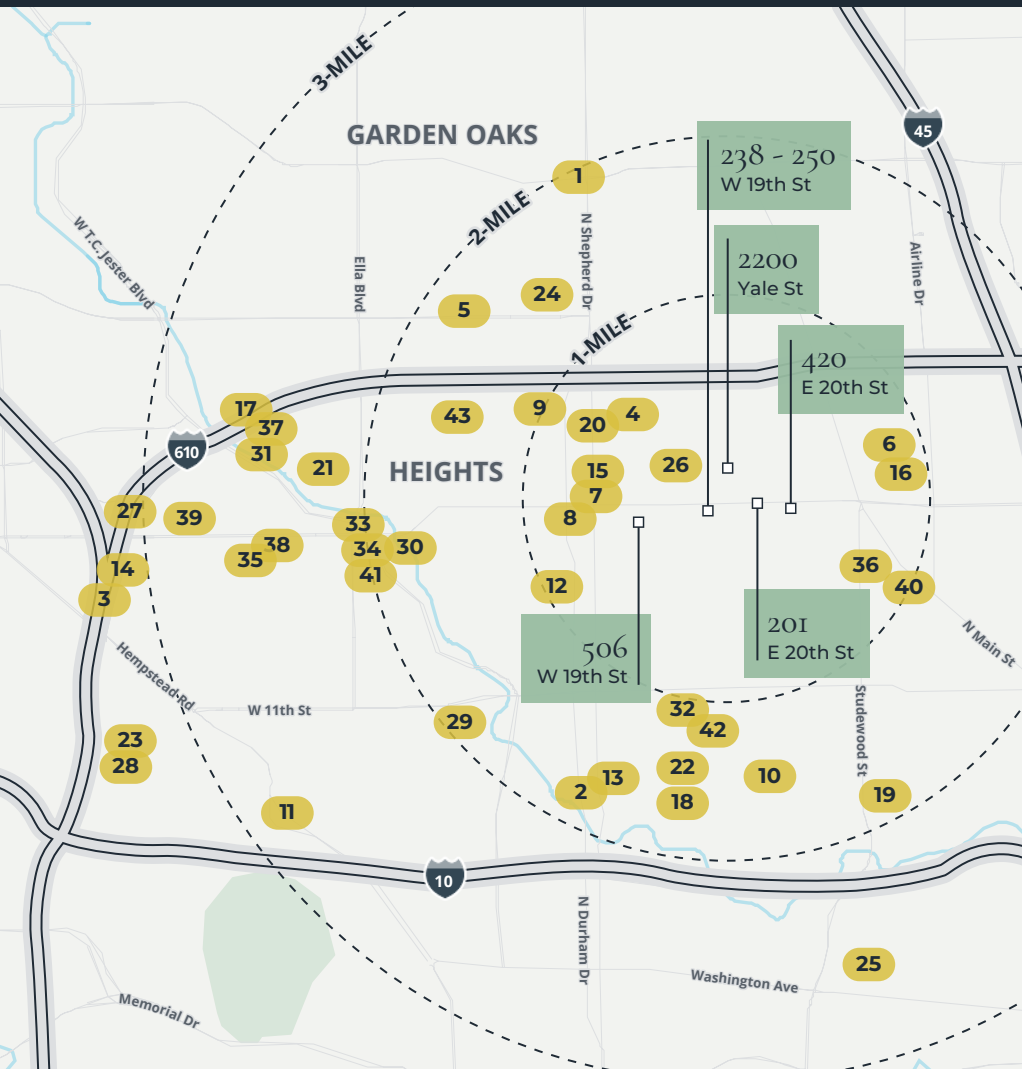 3-MILE
45
GARDEN OAKS
238 - 250
W 19th St
1
2-MILE
W T.C. Jester Blvd
N Shepherd Dr
Airline Dr
2200
Yale St
Ella Blvd
24
5
1-MILE
420
E 20th St
17
43
9
20
4
37
610
31
6
21
HEIGHTS
15
26
16
7
27
39
33
8
38
35
34
30
14
41
36
3
12
40
506
W 19th St
201
E 20th St
N Main St
Hempstead Rd
W 11th St
29
32
42
Studewood St
23
28
22
10
13
2
18
19
11
10
N Durham Dr
25
Washington Ave
Memorial Dr